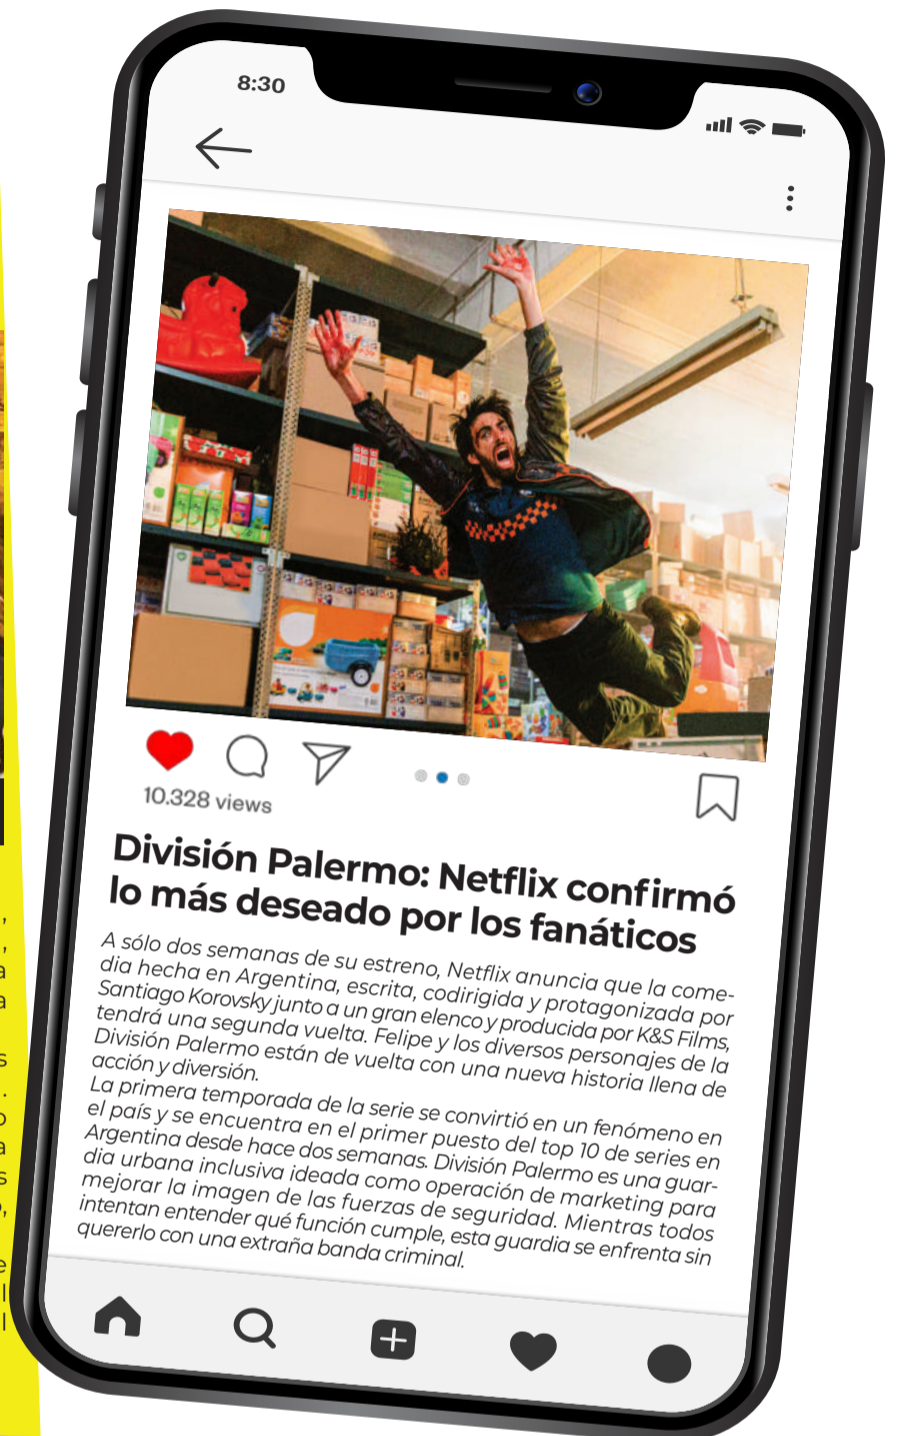 8:30
10.328 views
División Palermo: Netflix confirmó
lo más deseado por los fanáticos
A sólo dos semanas de su estreno, Netflix anuncia que la come-
dia hecha en Argentina, escrita, codirigida y protagonizada por
Santiago Korovsky junto a un gran elenco y producida por K&S Films,
tendrá una segunda vuelta. Felipe y los diversos personajes de la
División Palermo están de vuelta con una nueva historia llena de
acción y diversión.
La primera temporada de la serie se convirtió en un fenómeno en
el país y se encuentra en el primer puesto del top 10 de series en
Argentina desde hace dos semanas. División Palermo es una guar-
dia urbana inclusiva ideada como operación de marketing para
mejorar la imagen de las fuerzas de seguridad. Mientras todos
intentan entender qué función cumple, esta guardia se enfrenta sin
quererlo con una extraña banda criminal.